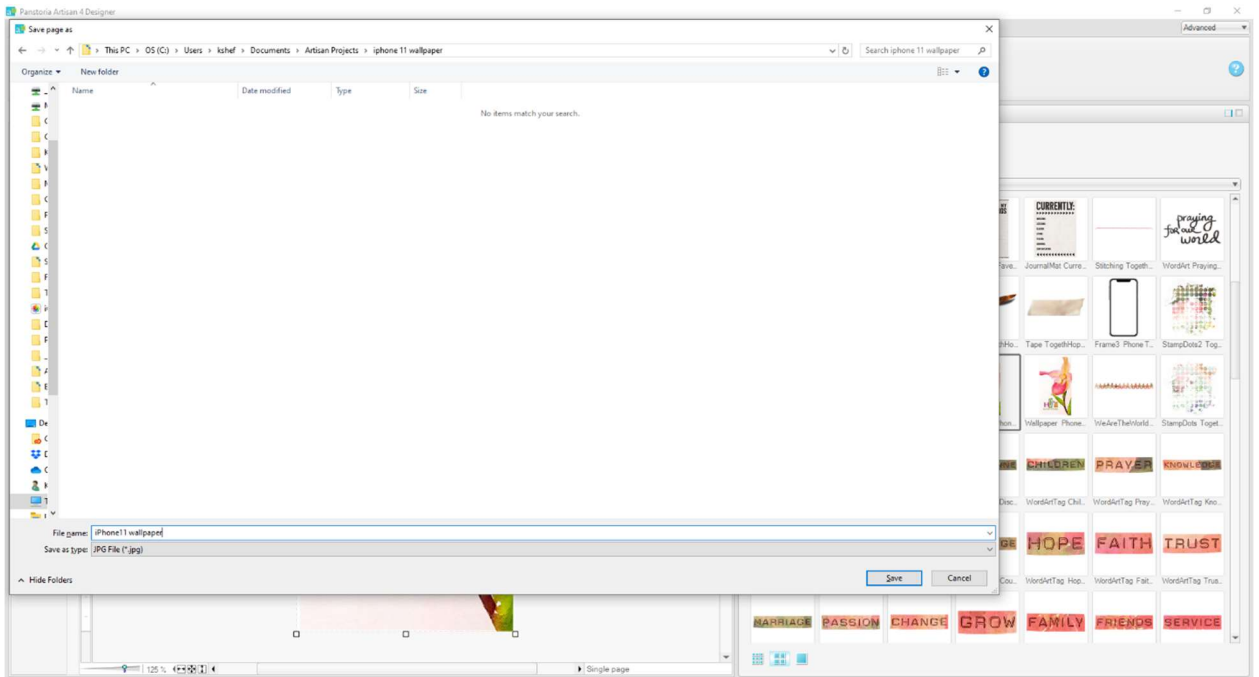 Panstoria Artisan 4 Designer
Save page as
This PC > OS (C:) > Users > kshef > Documents > Artisan Projects > iphone 11 wallpaper
Search iphone 11 wallpaper
Advanced
Organize
New folder
Name
Date modified
Type
Size
No items match your search.
CURRENTLY:
praying
for our
world
JournalMat Curre...
Stitching Togeth...
WordArt Praying...
Tape TogethHop...
Frame3 Phone T...
StampDots2 Tog...
Wallpaper Phone...
WeAreTheWorld...
StampDots Toget...
De
CHILDREN
PRAYER
KNOWLEDGE
WordArtTag Chil...
WordArtTag Pray...
WordArtTag Kno...
File name: iPhone11 wallpaper
Save as type: JPG File (*.jpg)
HOPE
FAITH
TRUST
Hide Folders
Save
Cancel
WordArtTag Hop...
WordArtTag Fait...
WordArtTag Trus...
MARRIAGE
PASSION
CHANGE
GROW
FAMILY
FRIENDS
SERVICE
125 %
Single page